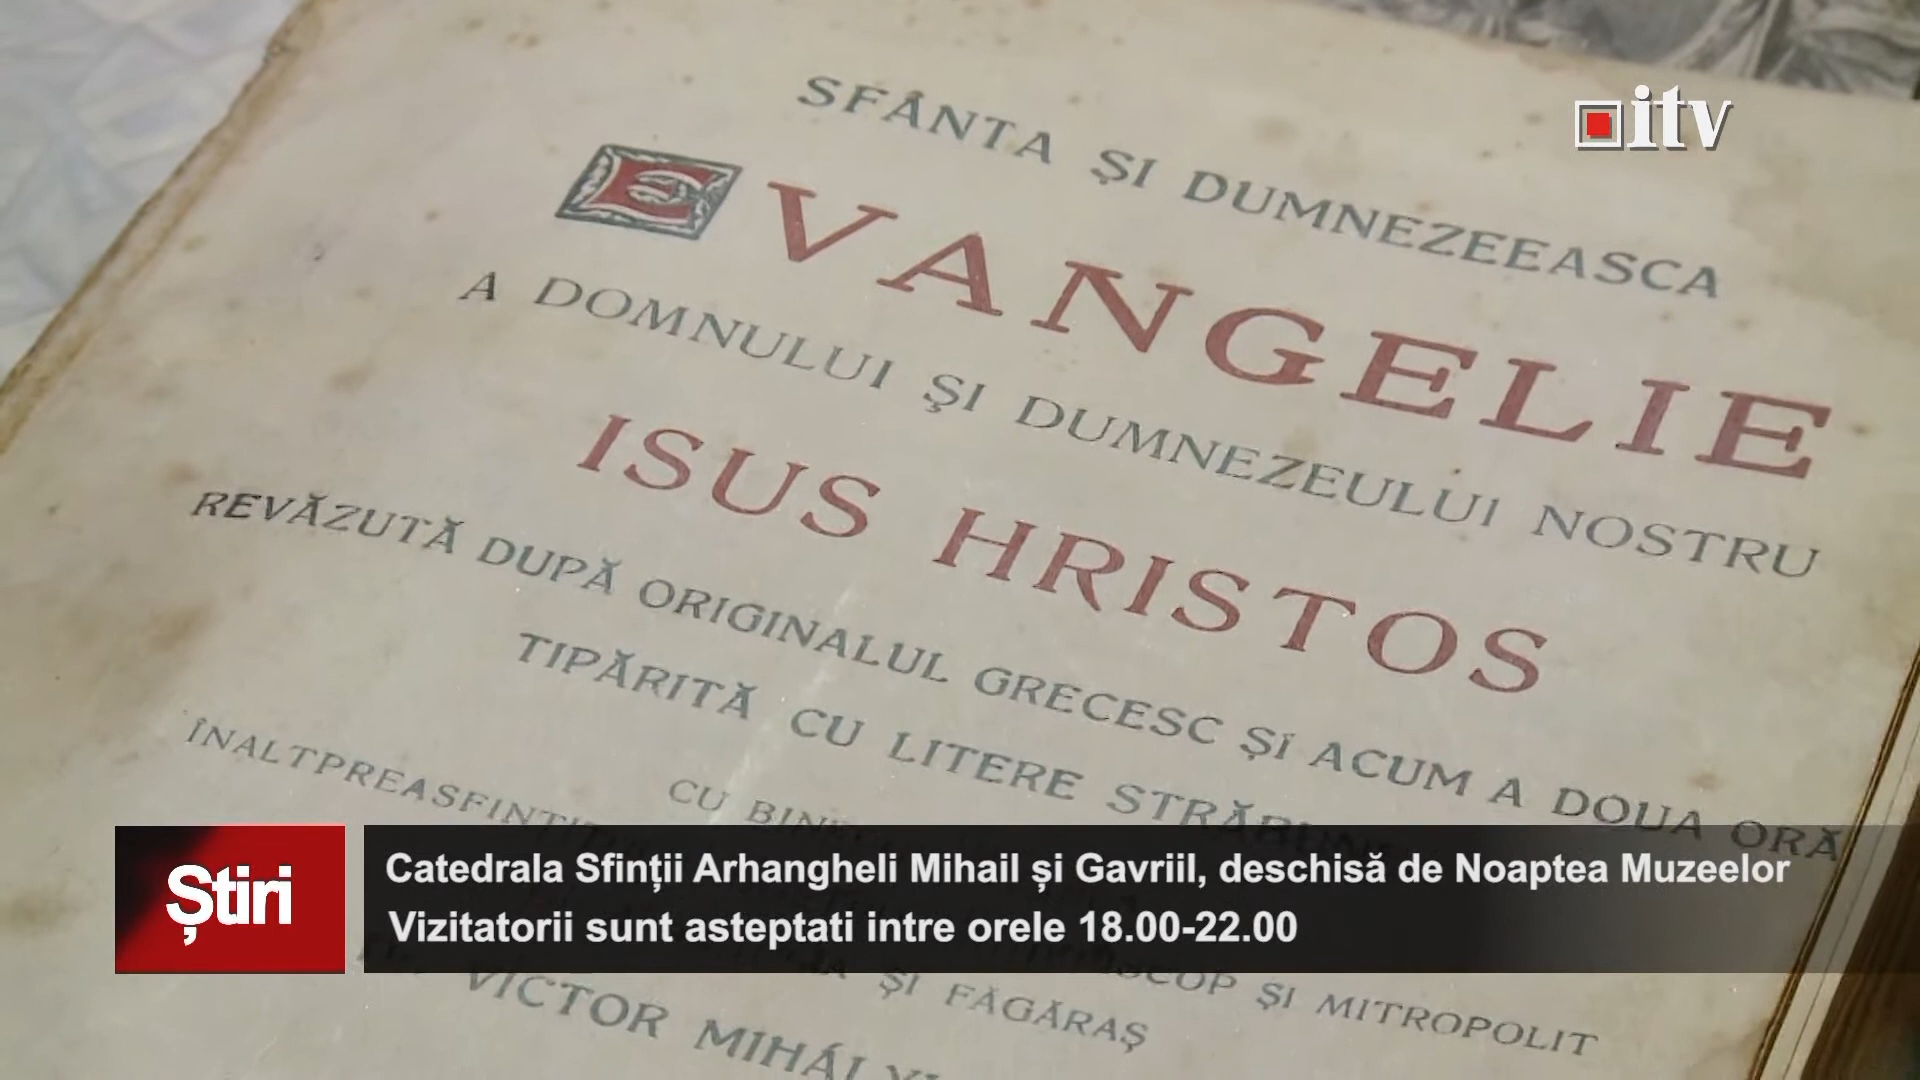 SFÂNTA ŞI DUMNEZEEASCA
EVANGELIE
A DOMNULUI ŞI DUMNEZEULUI NOSTRU
ISUS HRISTOS
REVĂZUTĂ DUPĂ ORIGINALUL GRECESC ŞI ACUM A DOUA ORĂ
TIPĂRITĂ CU LITERE
CU
ŞI MITROPOLIT
ŞI FĂGĂRAŞ
VICTOR
itv
Știri
Catedrala Sfinții Arhangheli Mihail și Gavriil, deschisă de Noaptea Muzeelor
Vizitatorii sunt asteptati intre orele 18.00-22.00